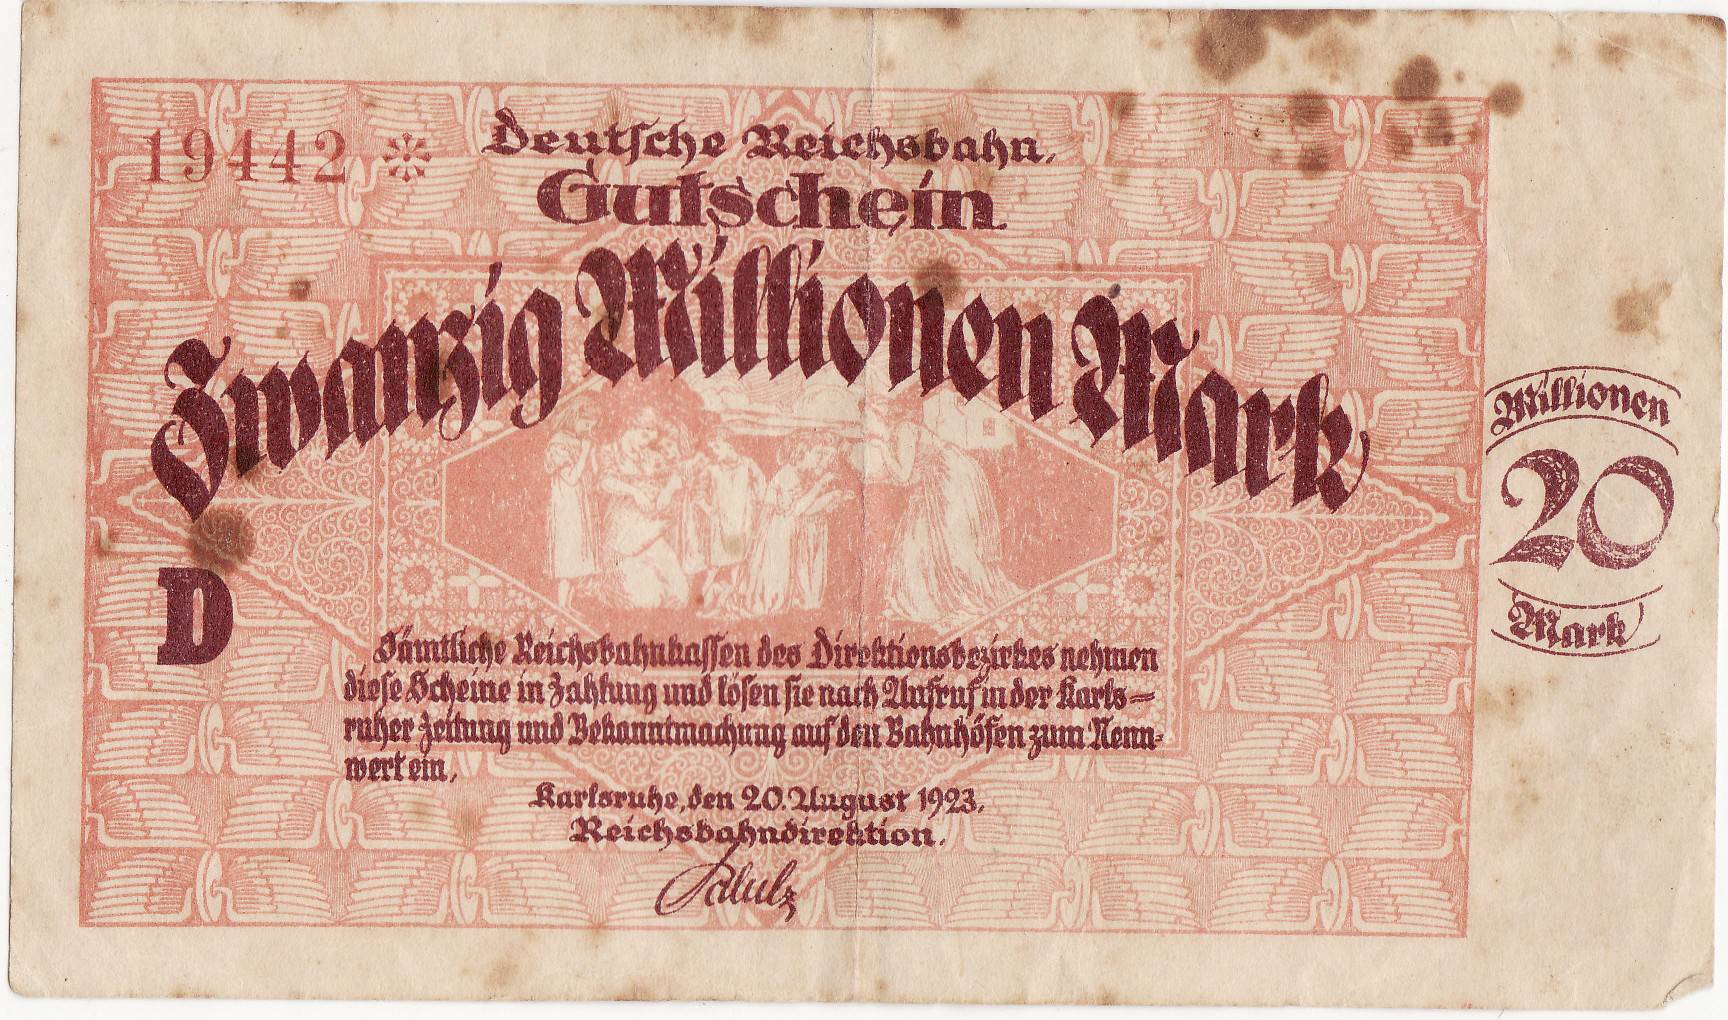 19442 *
Deutsche Reichsbahn.
Gutschein
Zwanzig Millionen Mark
D
Sämtliche Reichsbahnkassen des Direktionsbezirkes nehmen
diese Scheine in Zahlung und lösen sie nach Aufruf in der Karls=
ruher Zeitung und Bekanntmachung auf den Bahnhöfen zum Nenn=
wert ein.
Karlsruhe, den 20. August 1923.
Reichsbahndirektion.
Millionen
20
Mark